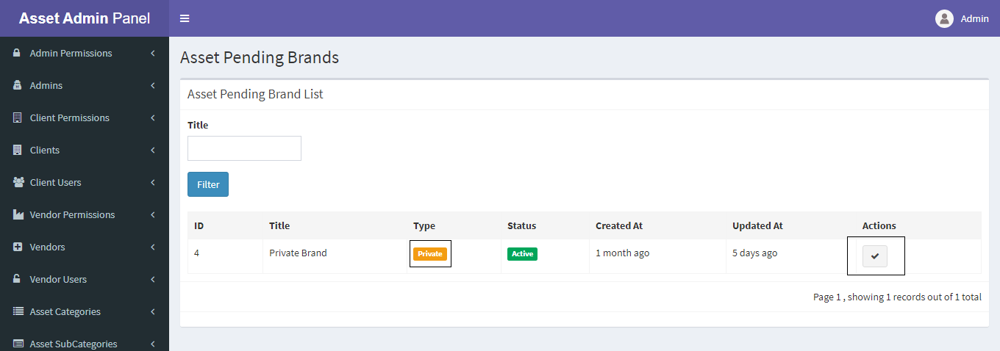 Asset Admin Panel
Admin
Admin Permissions
Admins
Client Permissions
Clients
Client Users
Vendor Permissions
Vendors
Vendor Users
Asset Categories
Asset SubCategories
Asset Pending Brands
Asset Pending Brand List
Title
Filter
ID Title Type Status Created At Updated At Actions
4 Private Brand Private Active 1 month ago 5 days ago
Page 1 , showing 1 records out of 1 total